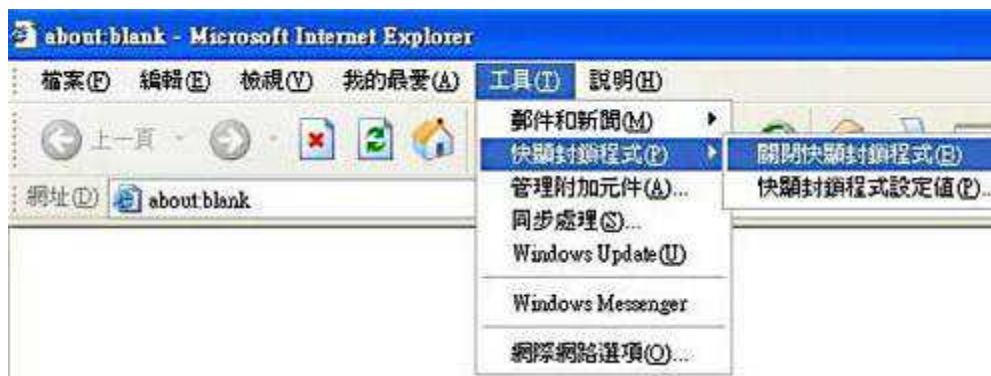 about:blank - Microsoft Internet Explorer
檔案(F) 編輯(E) 檢視(V) 我的最愛(A) 工具(T) 説明(H)
上一頁
網址(D) about:blank
郵件和新聞(M)
快顯封鎖程式(P)
管理附加元件(A)...
同步處理(S)...
Windows Update(U)
Windows Messenger
網際網路選項(O)...
關閉快顯封鎖程式(B)
快顯封鎖程式設定值(P)...